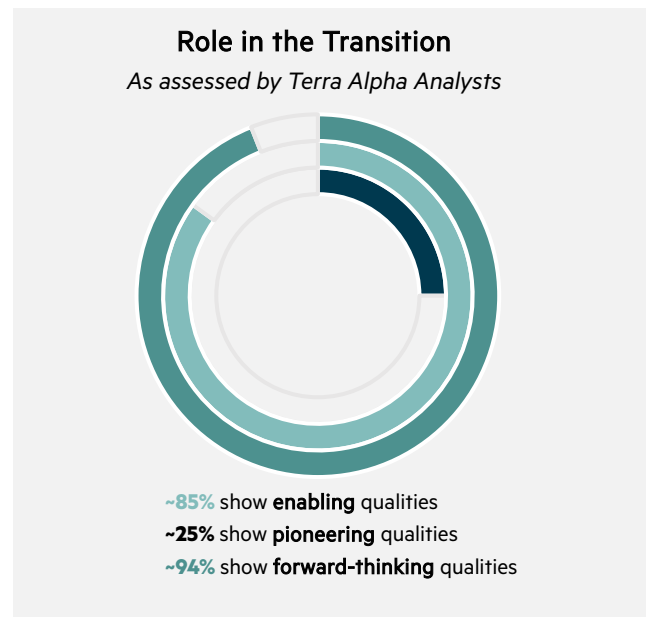 Role in the Transition
As assessed by Terra Alpha Analysts
~85% show enabling qualities
~25% show pioneering qualities
~94% show forward-thinking qualities